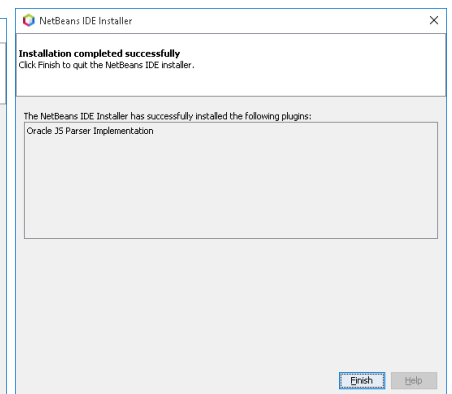 NetBeans IDE Installer
Installation completed successfully
Click Finish to quit the NetBeans IDE installer.
The NetBeans IDE Installer has successfully installed the following plugins:
Oracle JS Parser Implementation
Finish Help